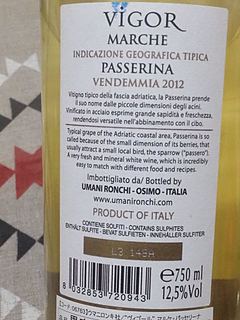 VIGOR
MARCHE
INDICAZIONE GEOGRAFICA TIPICA
PASSERINA
VENDEMMIA 2012
Vitigno tipico della fascia adriatica, la Passerina prende
il suo nome dalle piccole dimensioni degli acini.
Vinificato in acciaio esprime grande sapidità e freschezza,
rendendosi versatile nell'abbinamento con il cibo.
Typical grape of the Adriatic coastal area, Passerina is so
called because of the small dimension of its berries, that
usually attract a small local bird, the sparrow ("passero").
A very fresh and mineral white wine, which is incredibly
easy to match with different food and recipes.
Imbottigliato da/ Bottled by
UMANI RONCHI - OSIMO - ITALIA
www.umanironchi.com
PRODUCT OF ITALY
CONTIENE SOLFITI - CONTAINS SULPHITES
ENTHÄLT SULFITE - BEVAT SULFIETEN - INNEHÅLLER SULFITER
L3 149A
8 032853 720943
e 750 ml
12,5% Vol